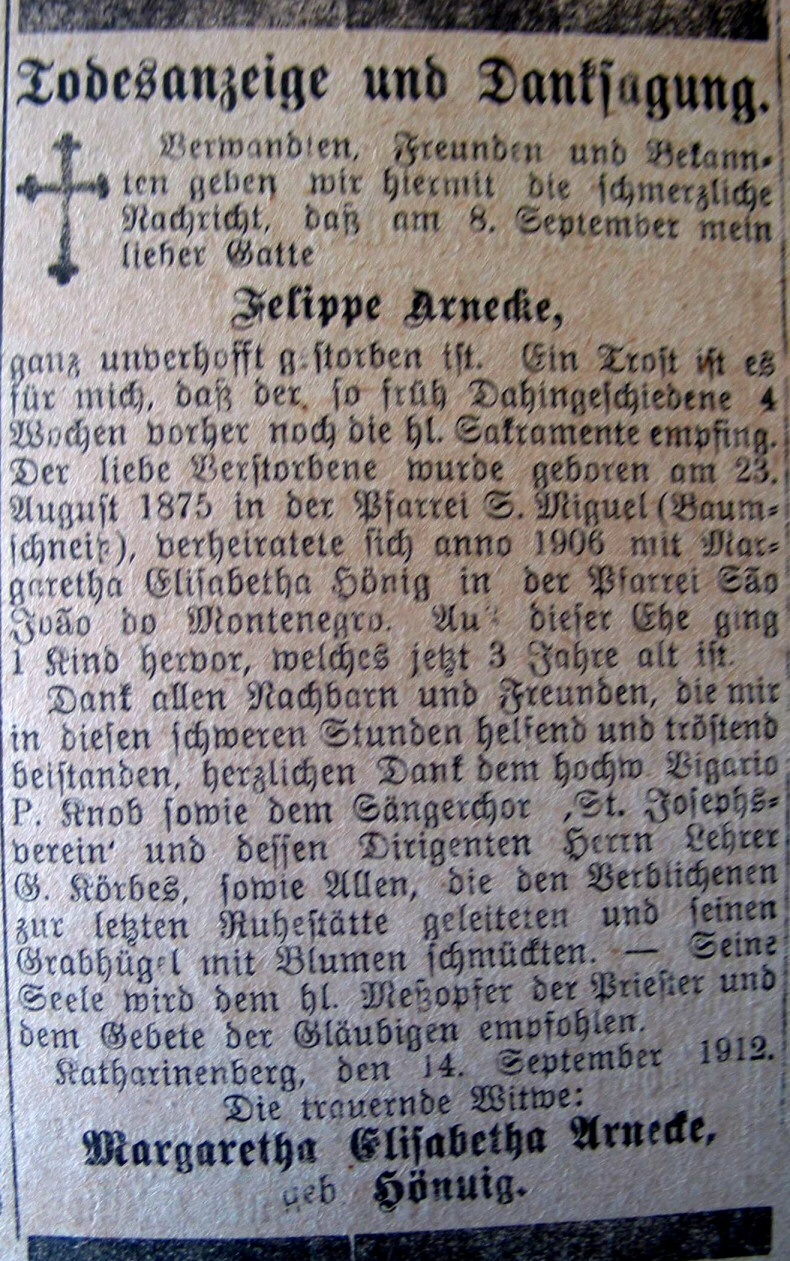 Todesanzeige und Danksagung.
Verwandten, Freunden und Bekann-
ten geben wir hiermit die schmerzliche
Nachricht, daß am 8. September mein
lieber Gatte
Felippe Arnecke,
ganz unverhofft gestorben ist. Ein Trost ist es
für mich, daß der, so früh Dahingeschiedene 4
Wochen vorher noch die hl. Sakramente empfing.
Der liebe Verstorbene wurde geboren am 23.
August 1875 in der Pfarrei S. Miguel (Baum-
schneiz), verheiratete sich anno 1906 mit Mar-
garetha Elisabetha Hönig in der Pfarrei São
João do Montenegro. Aus dieser Ehe ging
1 Kind hervor, welches jetzt 3 Jahre alt ist.
Dank allen Nachbarn und Freunden, die mir
in diesen schweren Stunden helfend und tröstend
beistanden, herzlichen Dank dem hochw. Vigario
P. Knob sowie dem Sängerchor ‚St. Josephs-
verein‘ und dessen Dirigenten Herrn Lehrer
G. Körbes, sowie Allen, die den Verblichenen
zur letzten Ruhestätte geleiteten und seinen
Grabhügel mit Blumen schmückten. — Seine
Seele wird dem hl. Meßopfer der Priester und
dem Gebete der Gläubigen empfohlen.
Katharinenberg, den 14. September 1912.
Die trauernde Witwe:
Margaretha Elisabetha Arnecke,
geb Hönuig.